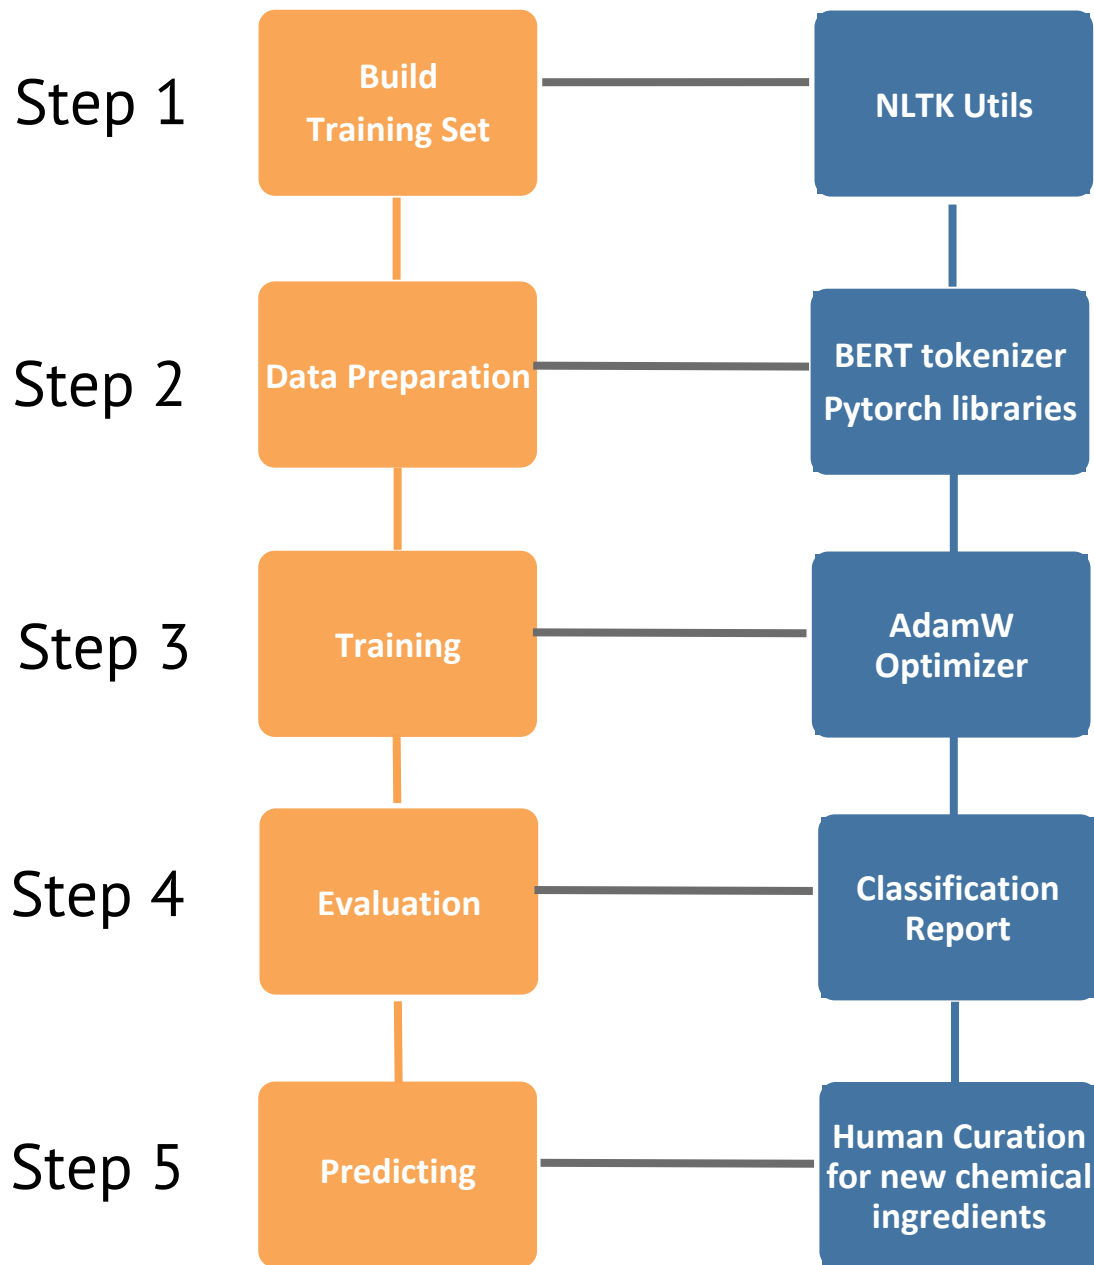 Step 1
Build
Training Set
NLTK Utils
Step 2
Data Preparation
BERT tokenizer
Pytorch libraries
Step 3
Training
AdamW
Optimizer
Step 4
Evaluation
Classification
Report
Step 5
Predicting
Human Curation
for new chemical
ingredients